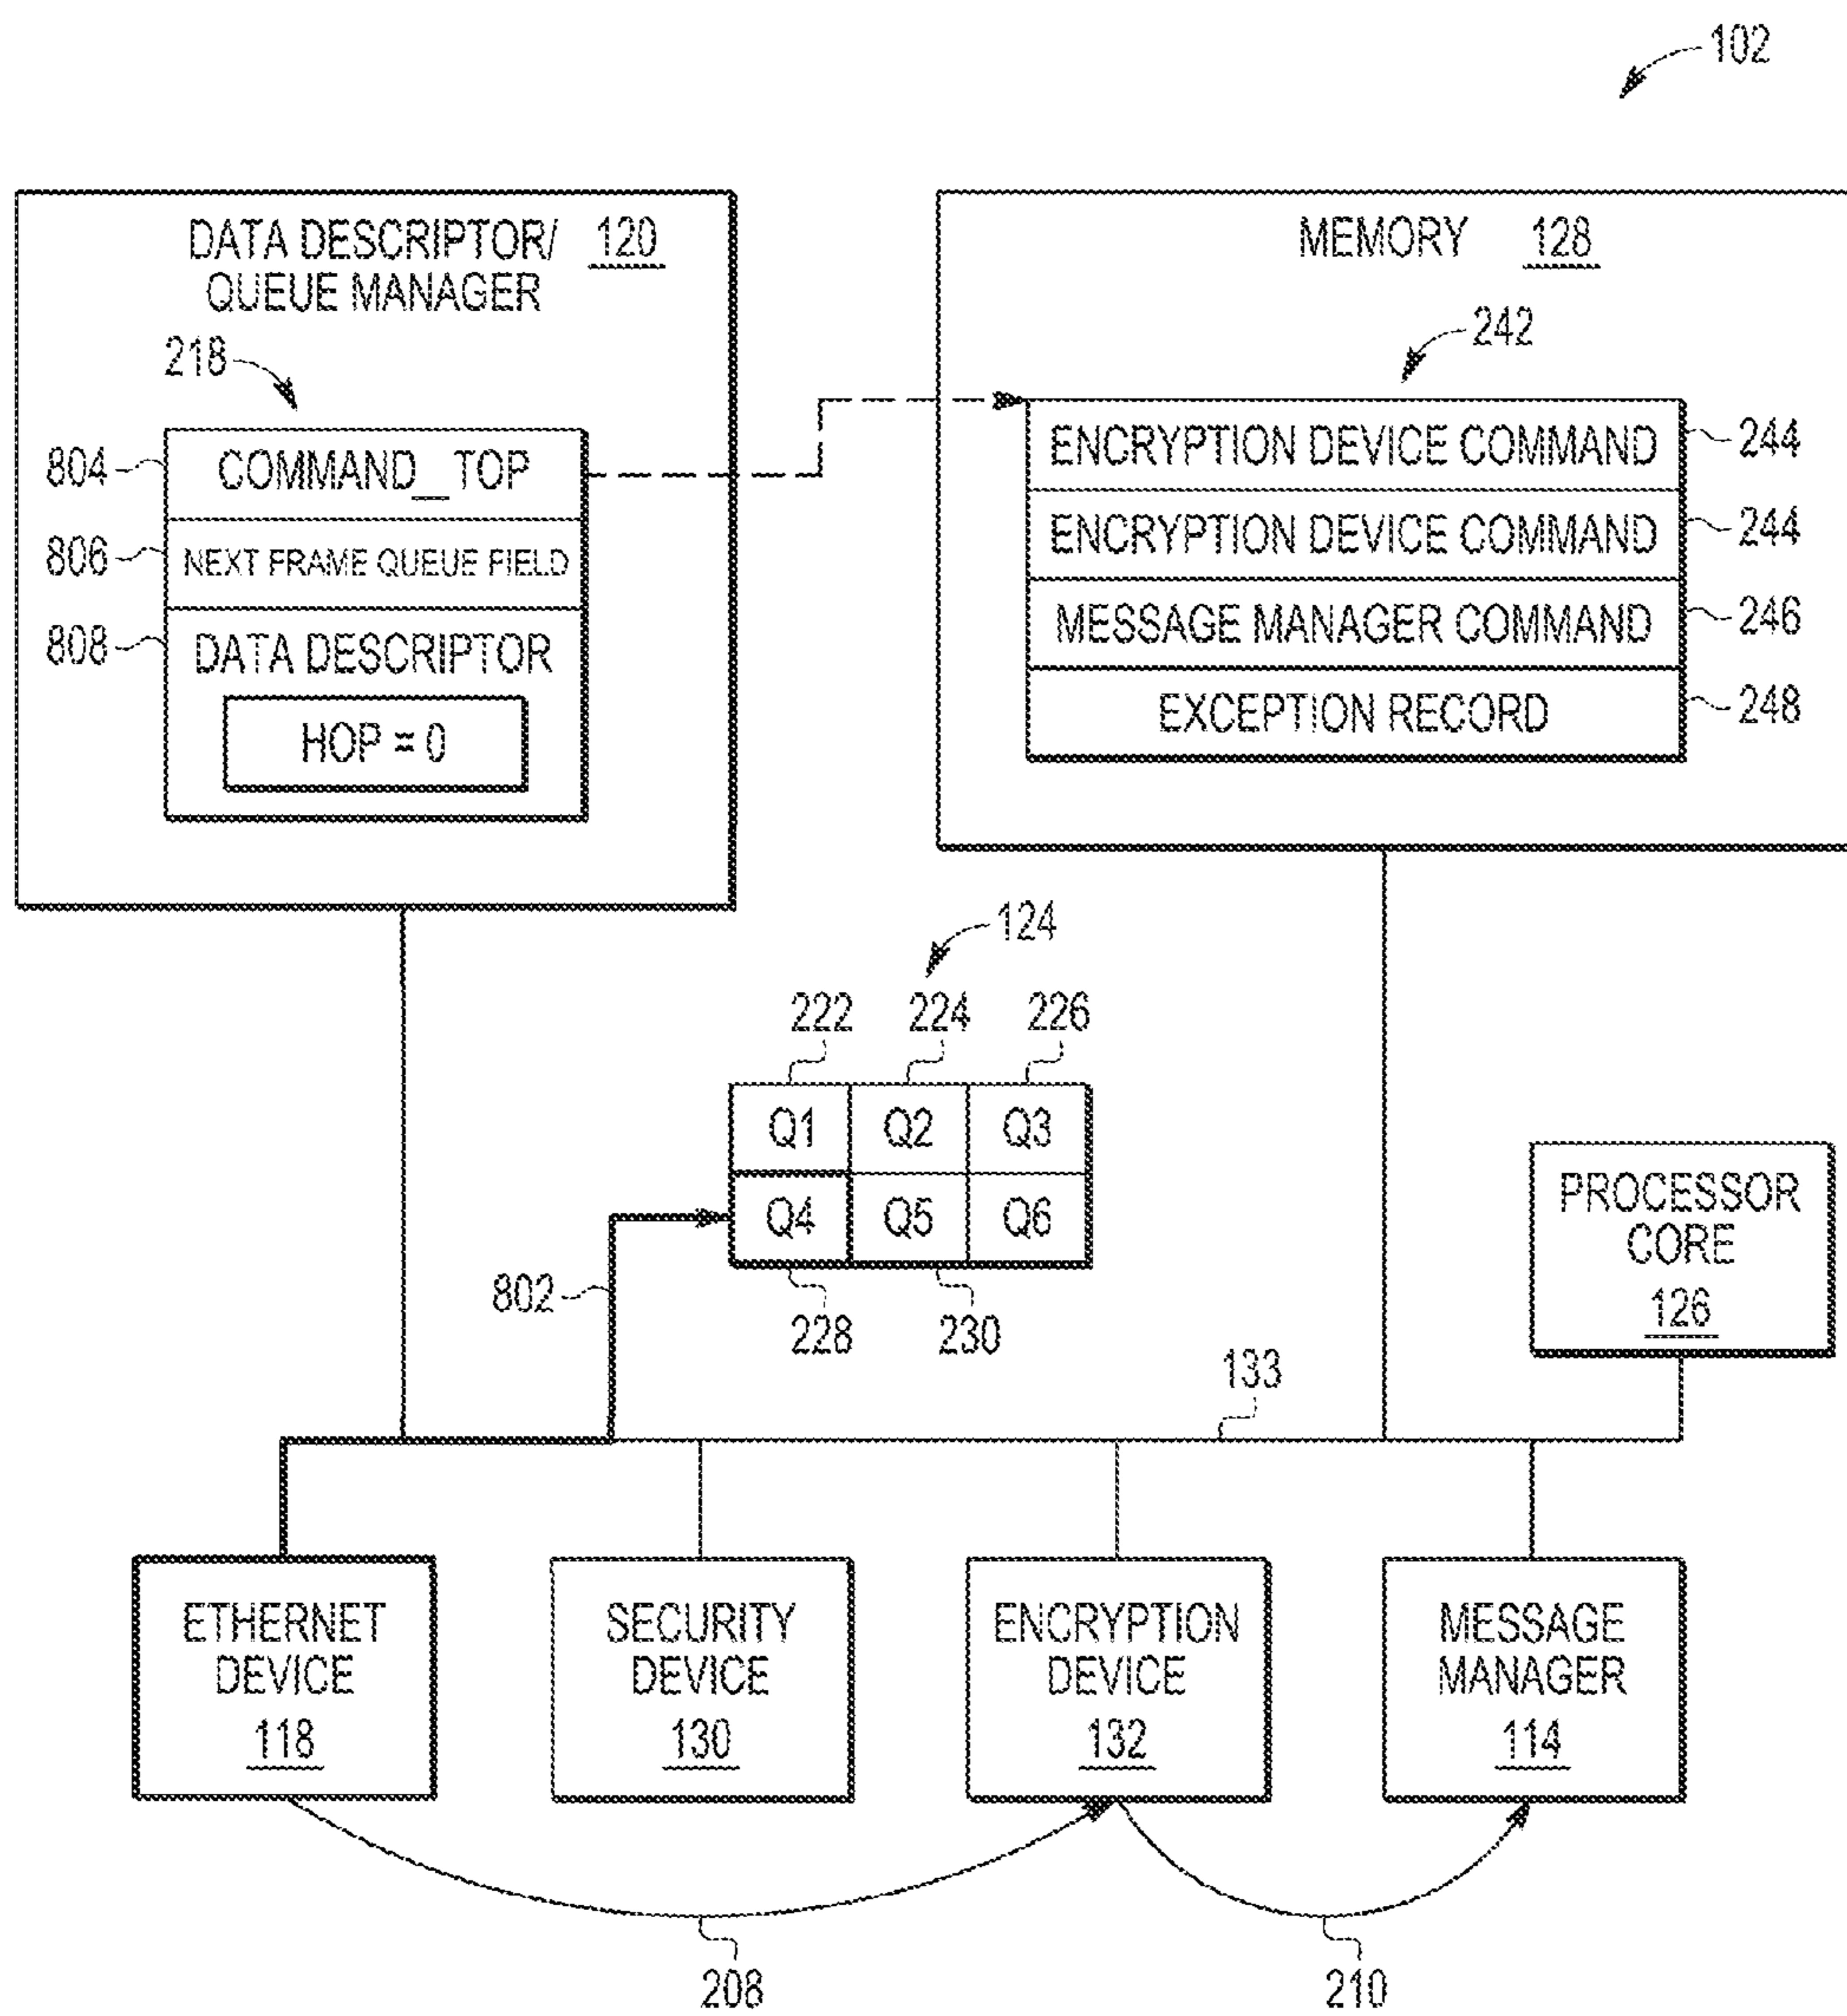 102
DATA DESCRIPTOR/ 120
QUEUE MANAGER
218
804
COMMAND_TOP
806
NEXT FRAME QUEUE FIELD
808
DATA DESCRIPTOR
HOP = 0
MEMORY 128
242
ENCRYPTION DEVICE COMMAND
244
ENCRYPTION DEVICE COMMAND
244
MESSAGE MANAGER COMMAND
246
EXCEPTION RECORD
248
124
222 224 226
Q1 Q2 Q3
Q4 Q5 Q6
228 230
802
133
PROCESSOR
CORE
126
ETHERNET
DEVICE
118
SECURITY
DEVICE
130
ENCRYPTION
DEVICE
132
MESSAGE
MANAGER
114
208
210